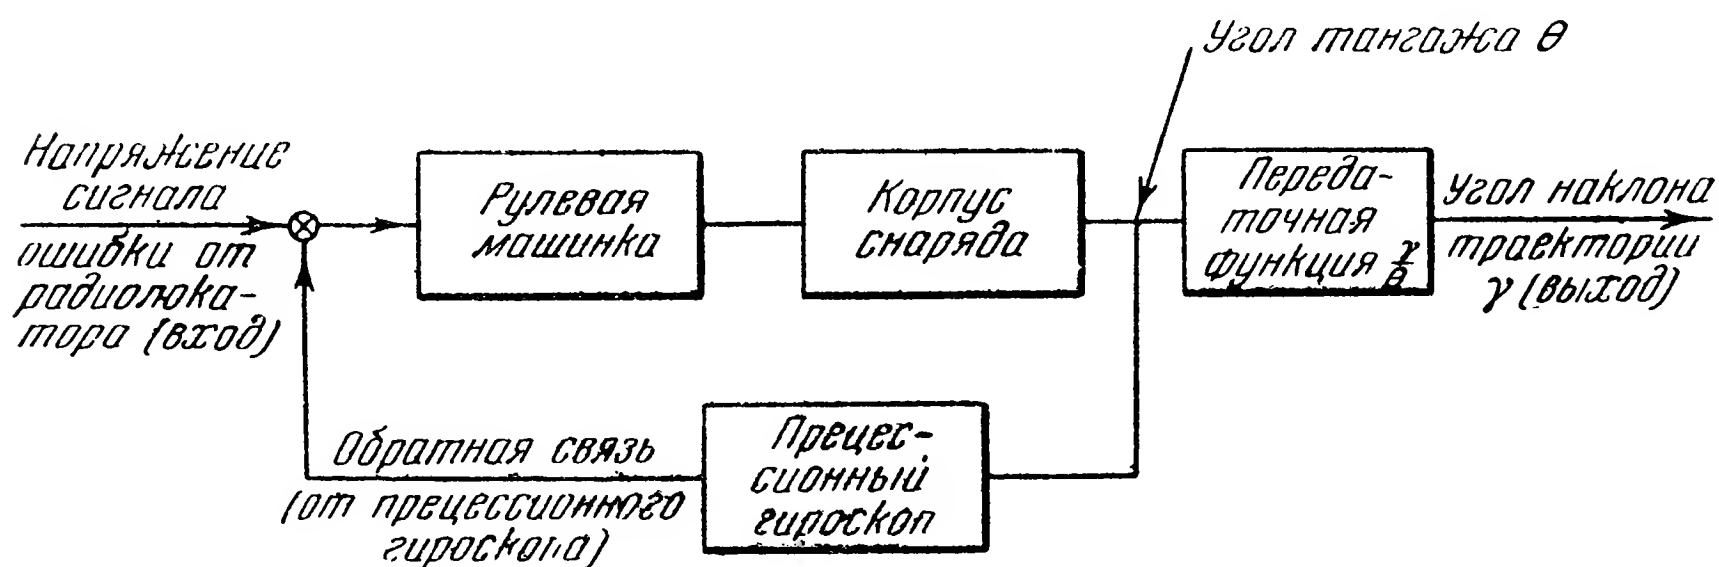 Угол тангажа θ
Напряжение
сигнала
ошибки от
радиолока-
тора (вход)
Рулевая
машинка
Корпус
снаряда
Переда-
точная
функция γ/θ
Угол наклона
траектории
γ (выход)
Обратная связь
(от прецессионного
гироскопа)
Прецес-
сионный
гироскоп